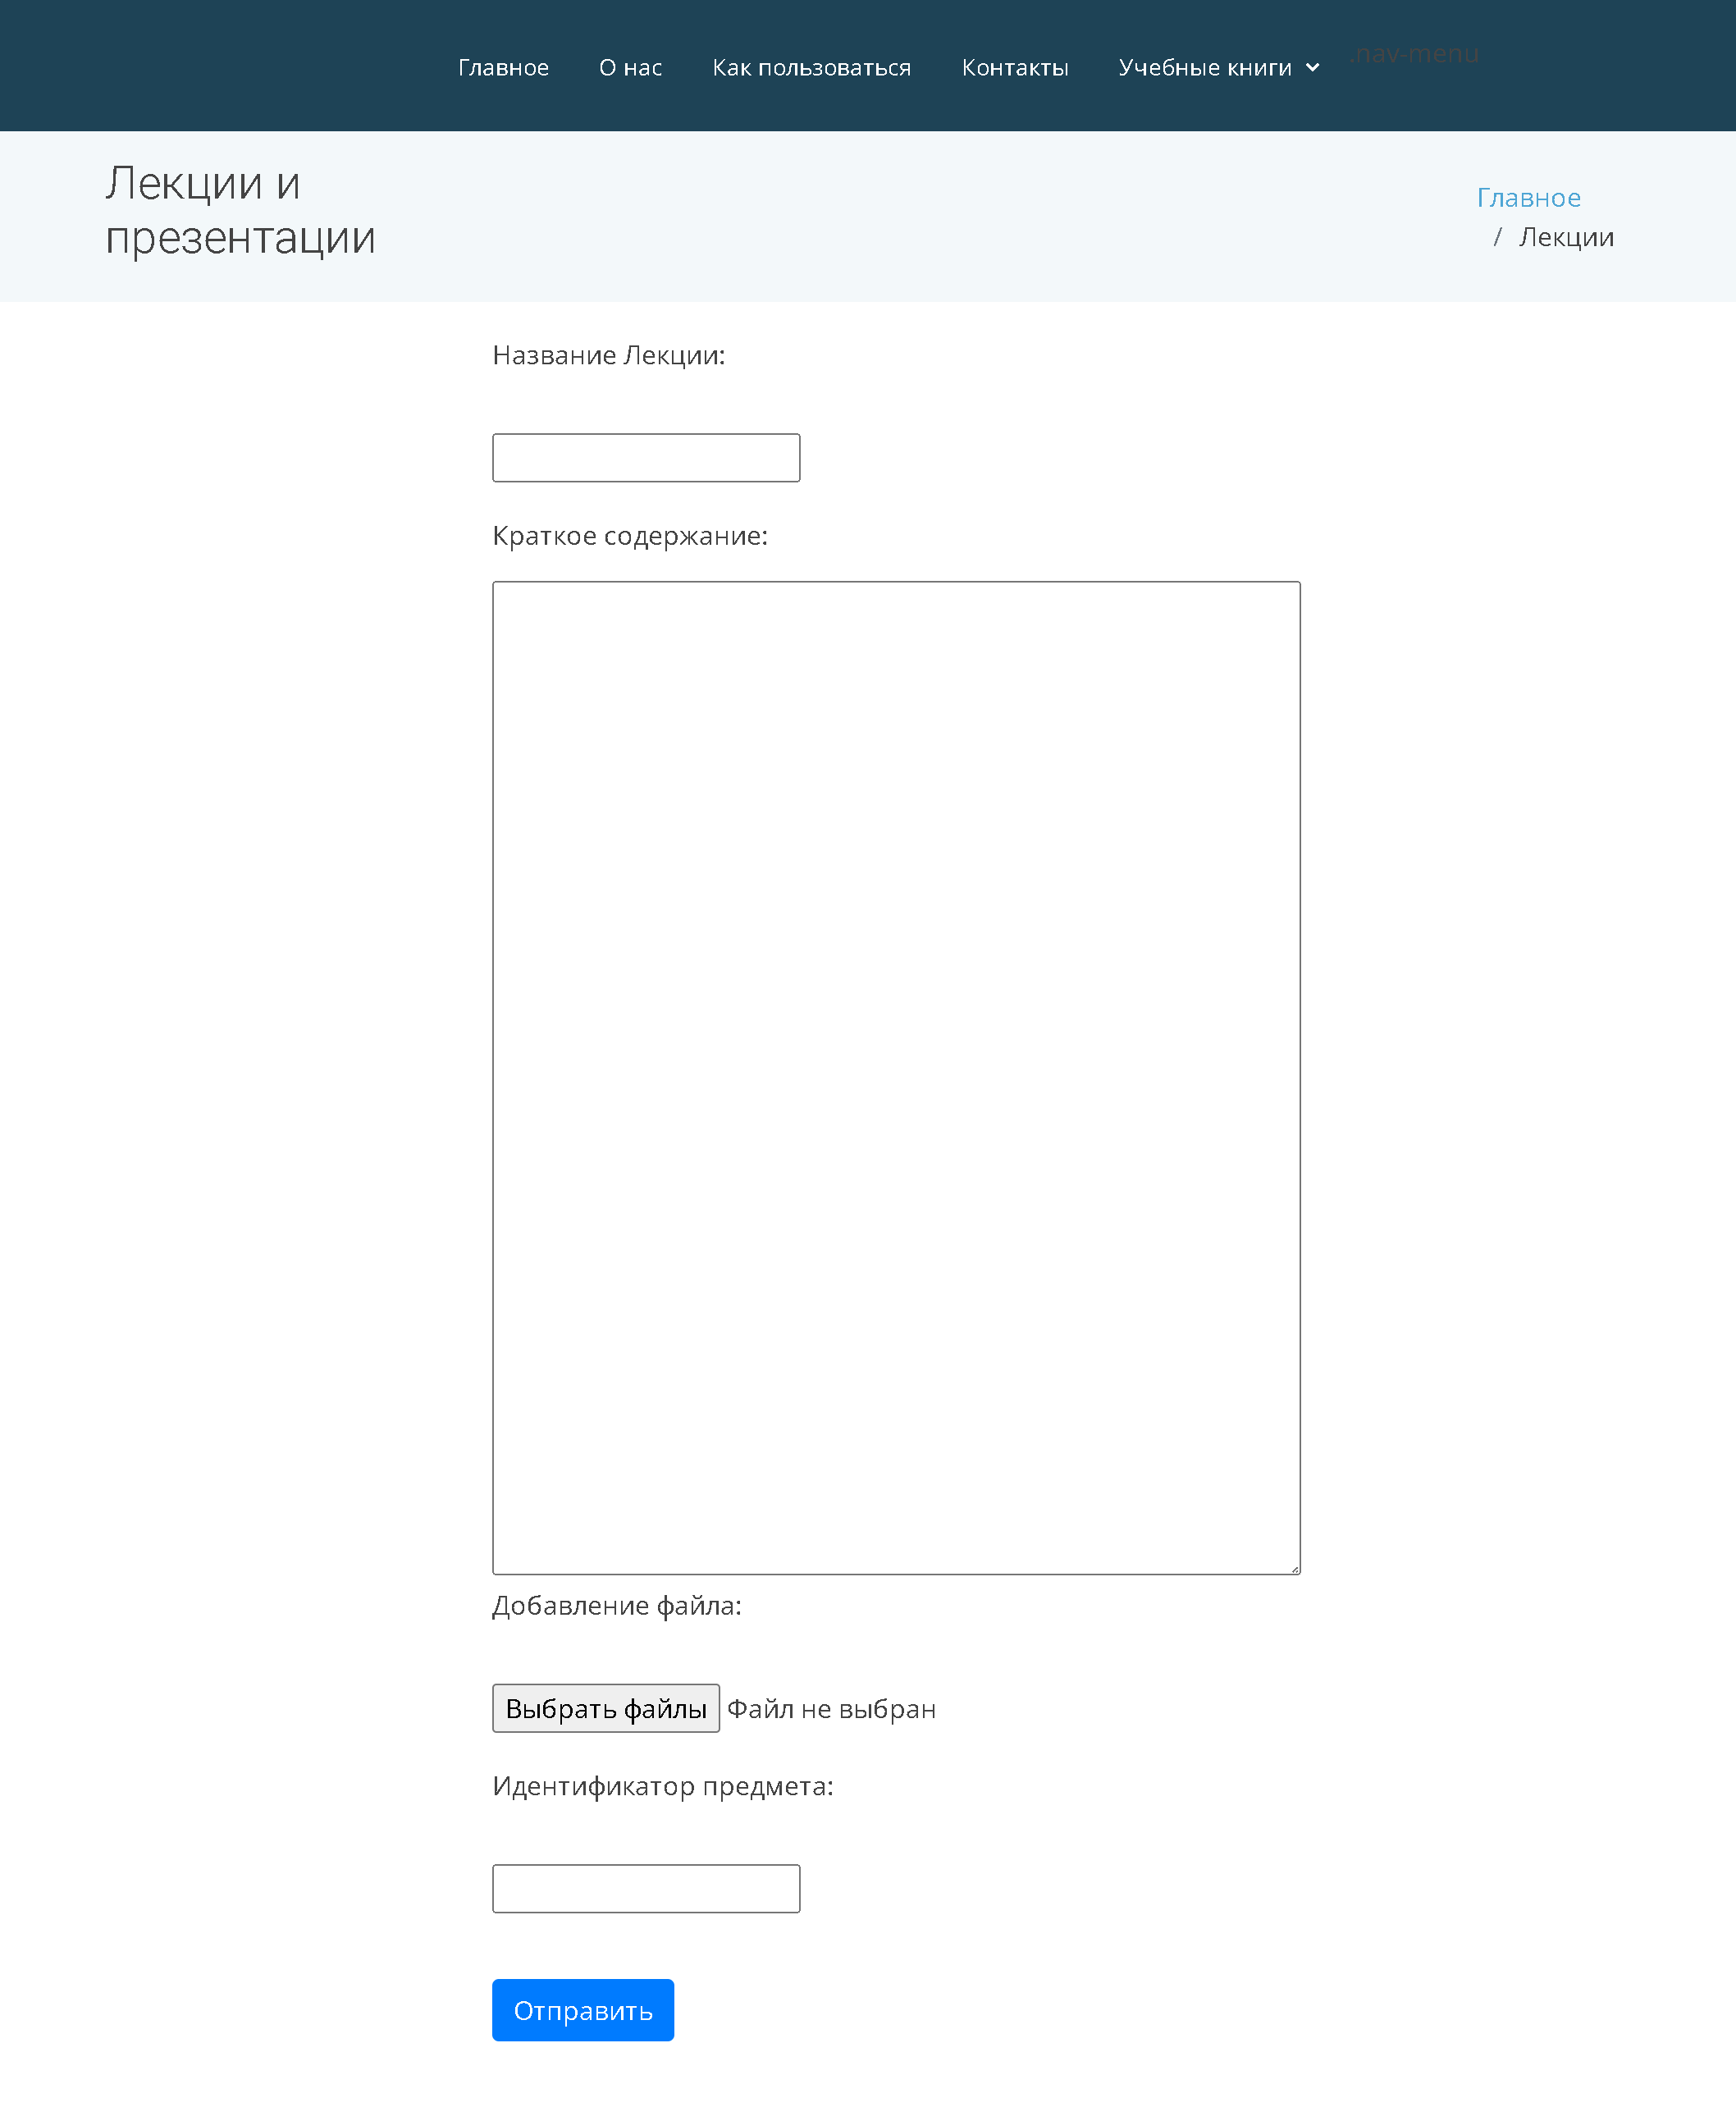 Главное О нас Как пользоваться Контакты Учебные книги .nav-menu
Лекции и
презентации
Главное
/ Лекции
Название Лекции:
Краткое содержание:
Добавление файла:
Выбрать файлы Файл не выбран
Идентификатор предмета:
Отправить